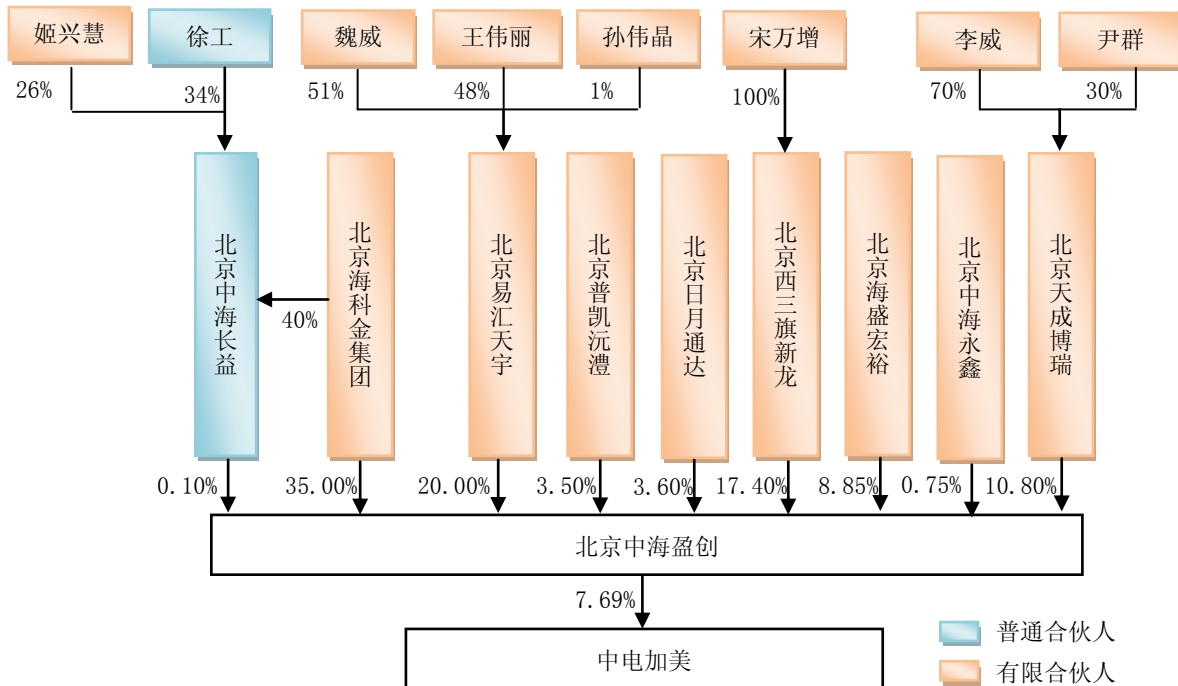 姬兴慧
徐工
魏威
王伟丽
孙伟晶
宋万增
李威
尹群
26%
34%
51%
48%
1%
100%
70%
30%
北京中海长益
北京海科金集团
北京易汇天宇
北京普凯沅澧
北京日月通达
北京西三旗新龙
北京海盛宏裕
北京中海永鑫
北京天成博瑞
40%
0.10%
35.00%
20.00%
3.50%
3.60%
17.40%
8.85%
0.75%
10.80%
北京中海盈创
7.69%
中电加美
普通合伙人
有限合伙人